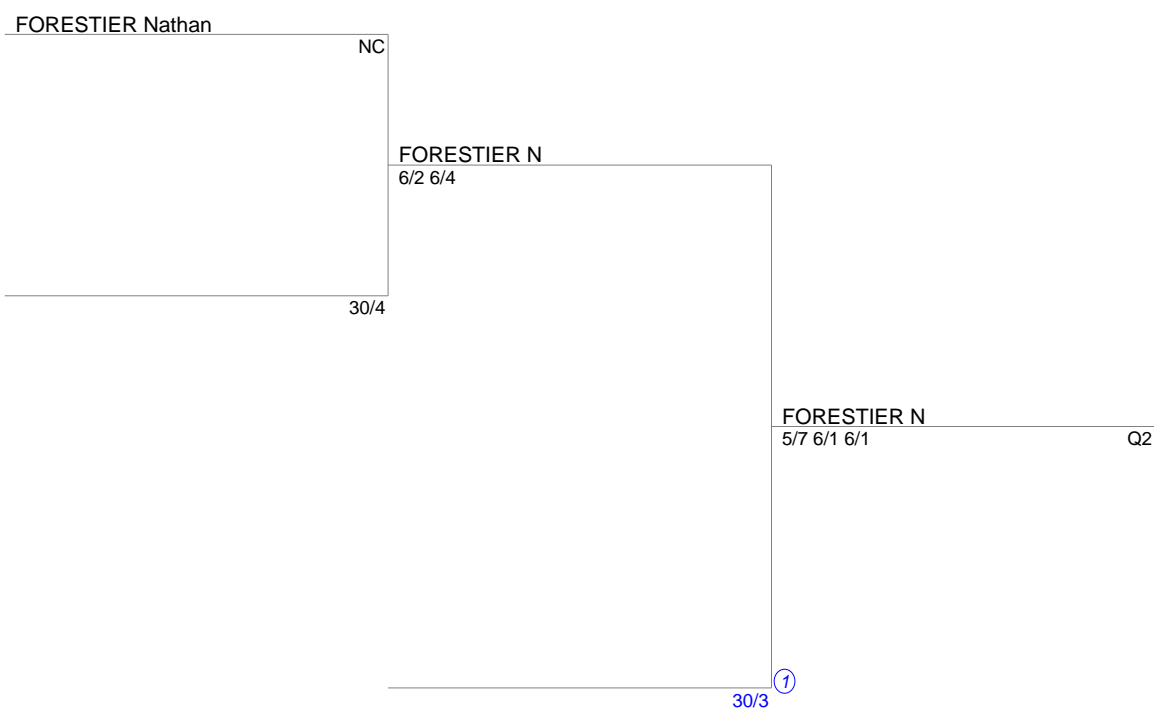 FORESTIER Nathan
NC
FORESTIER N
6/2 6/4
30/4
FORESTIER N
5/7 6/1 6/1 Q2
1
30/3